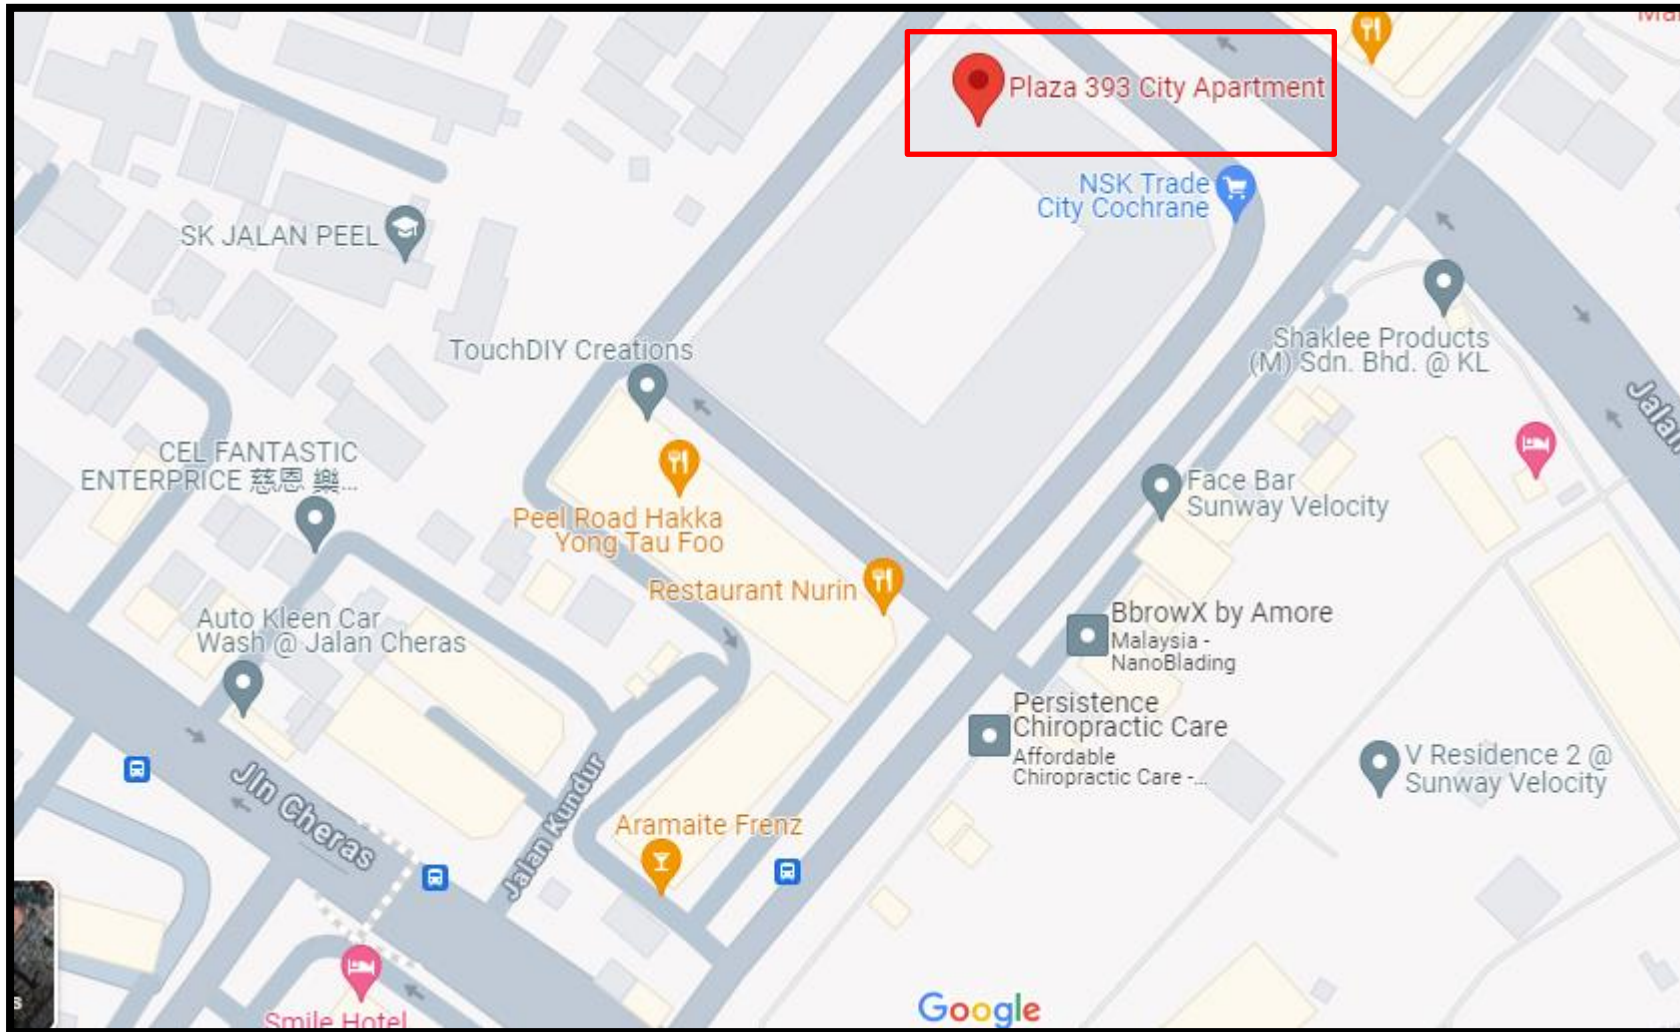 Plaza 393 City Apartment
NSK Trade
City Cochrane
SK JALAN PEEL
TouchDIY Creations
Shaklee Products
(M) Sdn. Bhd. @ KL
Jalan
CEL FANTASTIC
ENTERPRICE 慈恩 樂...
Peel Road Hakka
Yong Tau Foo
Face Bar
Sunway Velocity
Restaurant Nurin
Auto Kleen Car
Wash @ Jalan Cheras
BbrowX by Amore
Malaysia -
NanoBlading
Persistence
Chiropractic Care
Affordable
Chiropractic Care -...
V Residence 2 @
Sunway Velocity
Jln Cheras
Jalan Kundur
Aramaite Frenz
Smile Hotel
Google